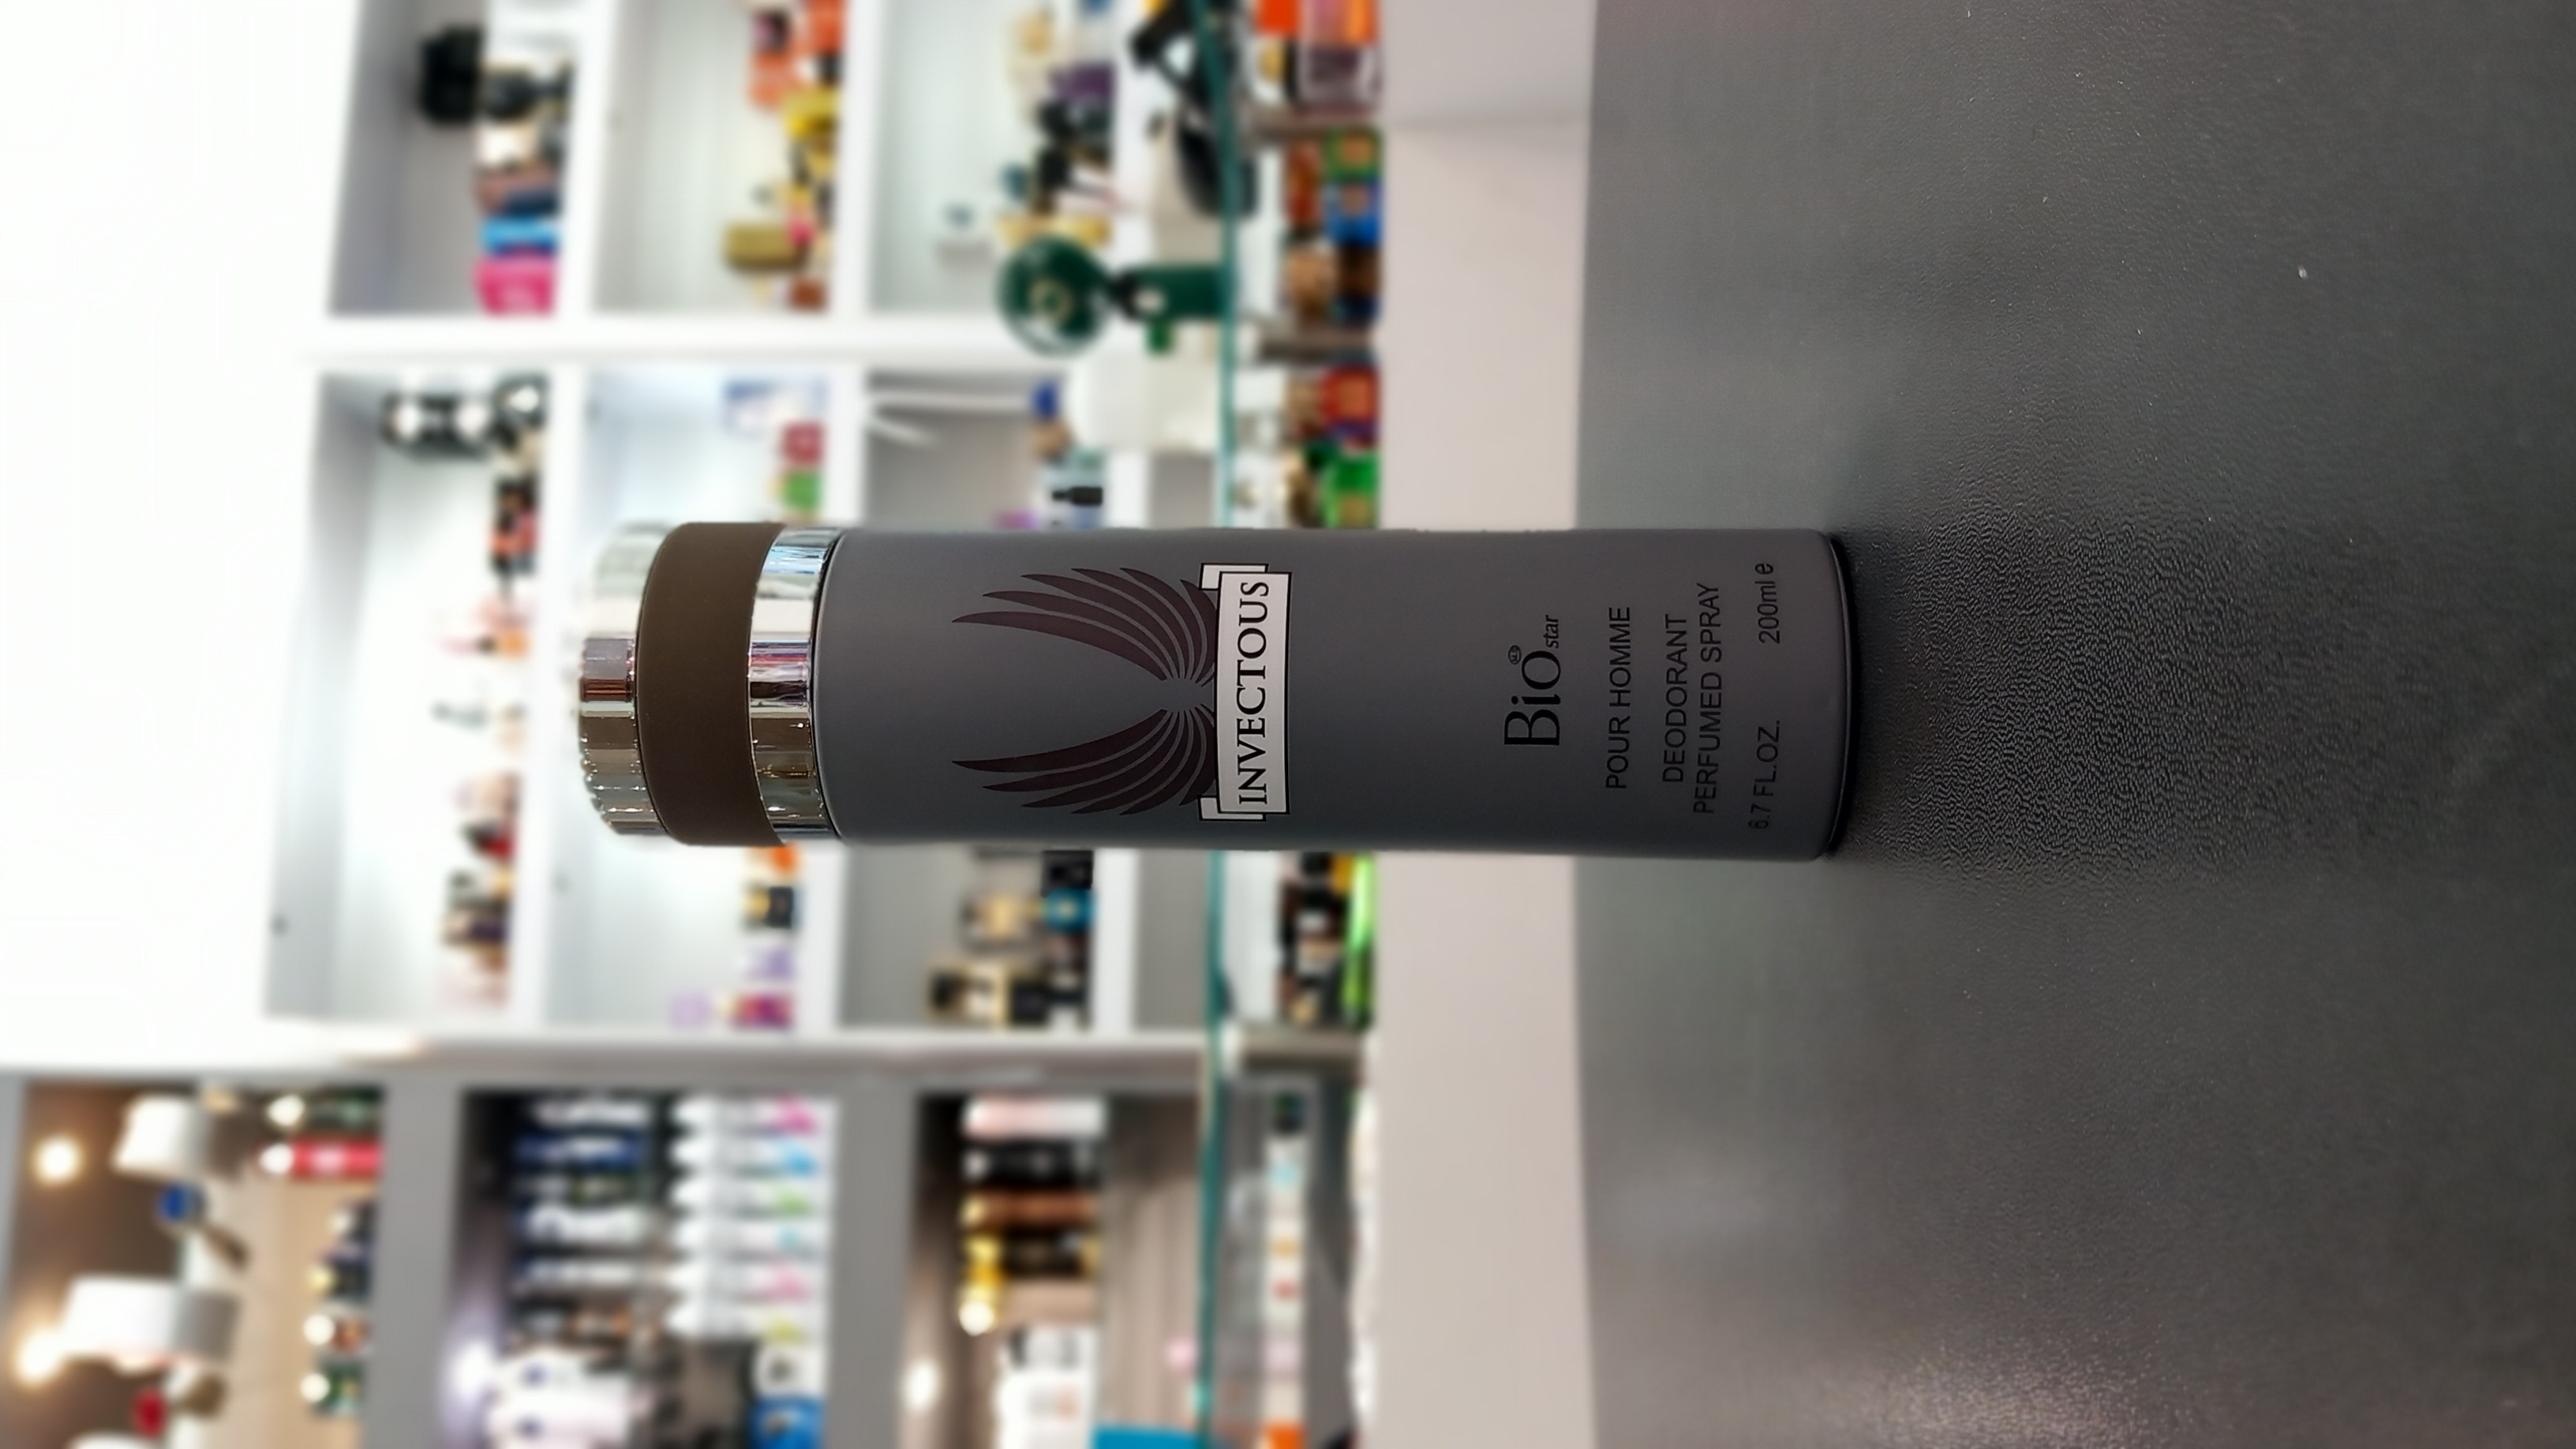 INVECTOUS
BiO star
POUR HOMME
DEODORANT
PERFUMED SPRAY
6.7 FL.OZ. 200ml e